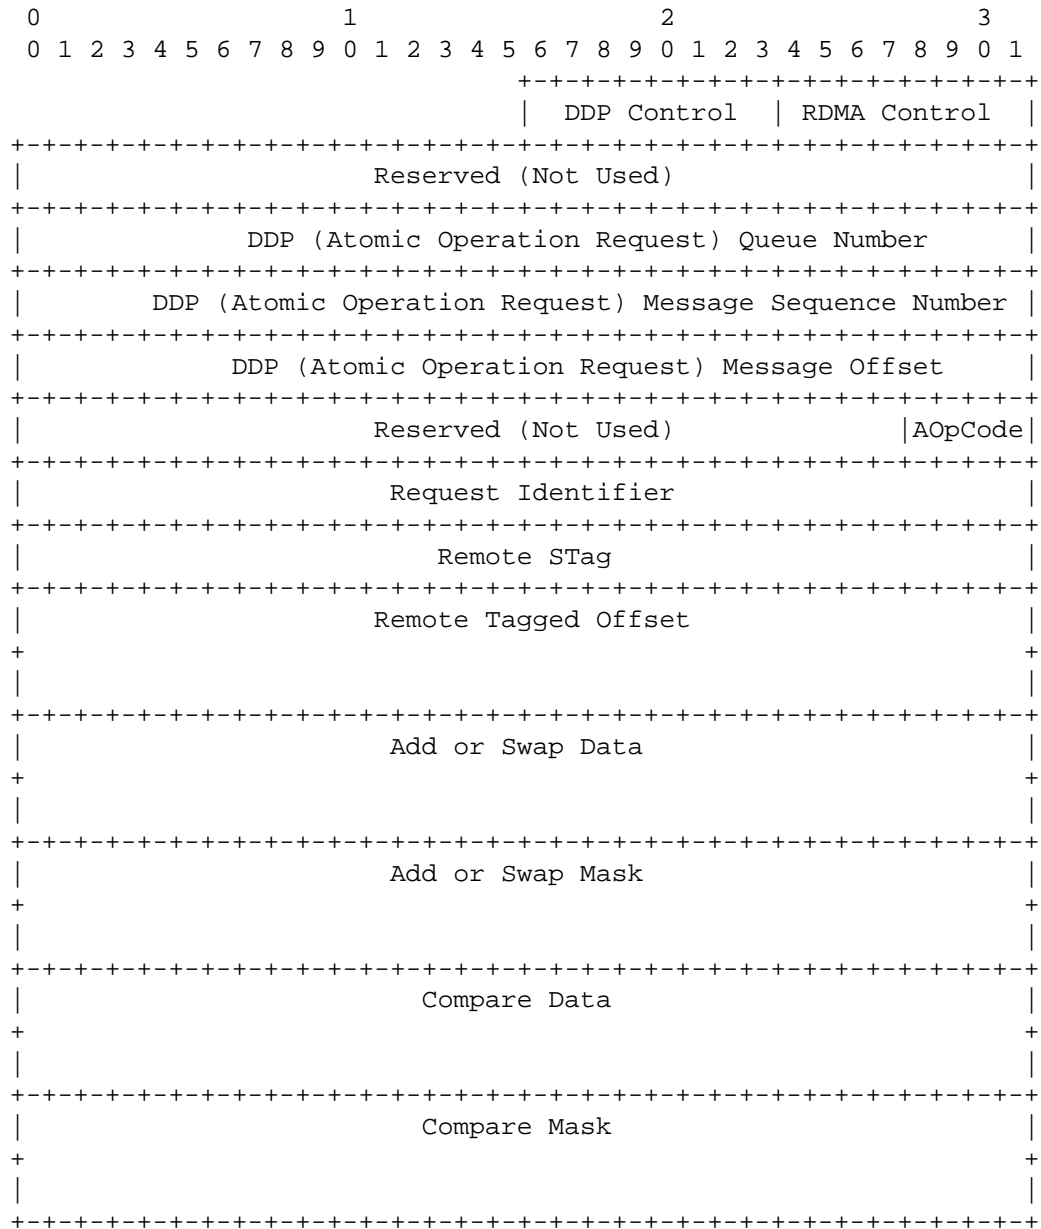 0                   1                   2                   3
 0 1 2 3 4 5 6 7 8 9 0 1 2 3 4 5 6 7 8 9 0 1 2 3 4 5 6 7 8 9 0 1
                                +-+-+-+-+-+-+-+-+-+-+-+-+-+-+-+-+
                                |  DDP Control  | RDMA Control  |
+-+-+-+-+-+-+-+-+-+-+-+-+-+-+-+-+-+-+-+-+-+-+-+-+-+-+-+-+-+-+-+-+
|                      Reserved (Not Used)                      |
+-+-+-+-+-+-+-+-+-+-+-+-+-+-+-+-+-+-+-+-+-+-+-+-+-+-+-+-+-+-+-+-+
|              DDP (Atomic Operation Request) Queue Number      |
+-+-+-+-+-+-+-+-+-+-+-+-+-+-+-+-+-+-+-+-+-+-+-+-+-+-+-+-+-+-+-+-+
|        DDP (Atomic Operation Request) Message Sequence Number |
+-+-+-+-+-+-+-+-+-+-+-+-+-+-+-+-+-+-+-+-+-+-+-+-+-+-+-+-+-+-+-+-+
|             DDP (Atomic Operation Request) Message Offset     |
+-+-+-+-+-+-+-+-+-+-+-+-+-+-+-+-+-+-+-+-+-+-+-+-+-+-+-+-+-+-+-+-+
|                      Reserved (Not Used)              |AOpCode|
+-+-+-+-+-+-+-+-+-+-+-+-+-+-+-+-+-+-+-+-+-+-+-+-+-+-+-+-+-+-+-+-+
|                       Request Identifier                      |
+-+-+-+-+-+-+-+-+-+-+-+-+-+-+-+-+-+-+-+-+-+-+-+-+-+-+-+-+-+-+-+-+
|                          Remote STag                          |
+-+-+-+-+-+-+-+-+-+-+-+-+-+-+-+-+-+-+-+-+-+-+-+-+-+-+-+-+-+-+-+-+
|                      Remote Tagged Offset                     |
+                                                               +
|                                                               |
+-+-+-+-+-+-+-+-+-+-+-+-+-+-+-+-+-+-+-+-+-+-+-+-+-+-+-+-+-+-+-+-+
|                       Add or Swap Data                        |
+                                                               +
|                                                               |
+-+-+-+-+-+-+-+-+-+-+-+-+-+-+-+-+-+-+-+-+-+-+-+-+-+-+-+-+-+-+-+-+
|                       Add or Swap Mask                        |
+                                                               +
|                                                               |
+-+-+-+-+-+-+-+-+-+-+-+-+-+-+-+-+-+-+-+-+-+-+-+-+-+-+-+-+-+-+-+-+
|                         Compare Data                          |
+                                                               +
|                                                               |
+-+-+-+-+-+-+-+-+-+-+-+-+-+-+-+-+-+-+-+-+-+-+-+-+-+-+-+-+-+-+-+-+
|                         Compare Mask                          |
+                                                               +
|                                                               |
+-+-+-+-+-+-+-+-+-+-+-+-+-+-+-+-+-+-+-+-+-+-+-+-+-+-+-+-+-+-+-+-+